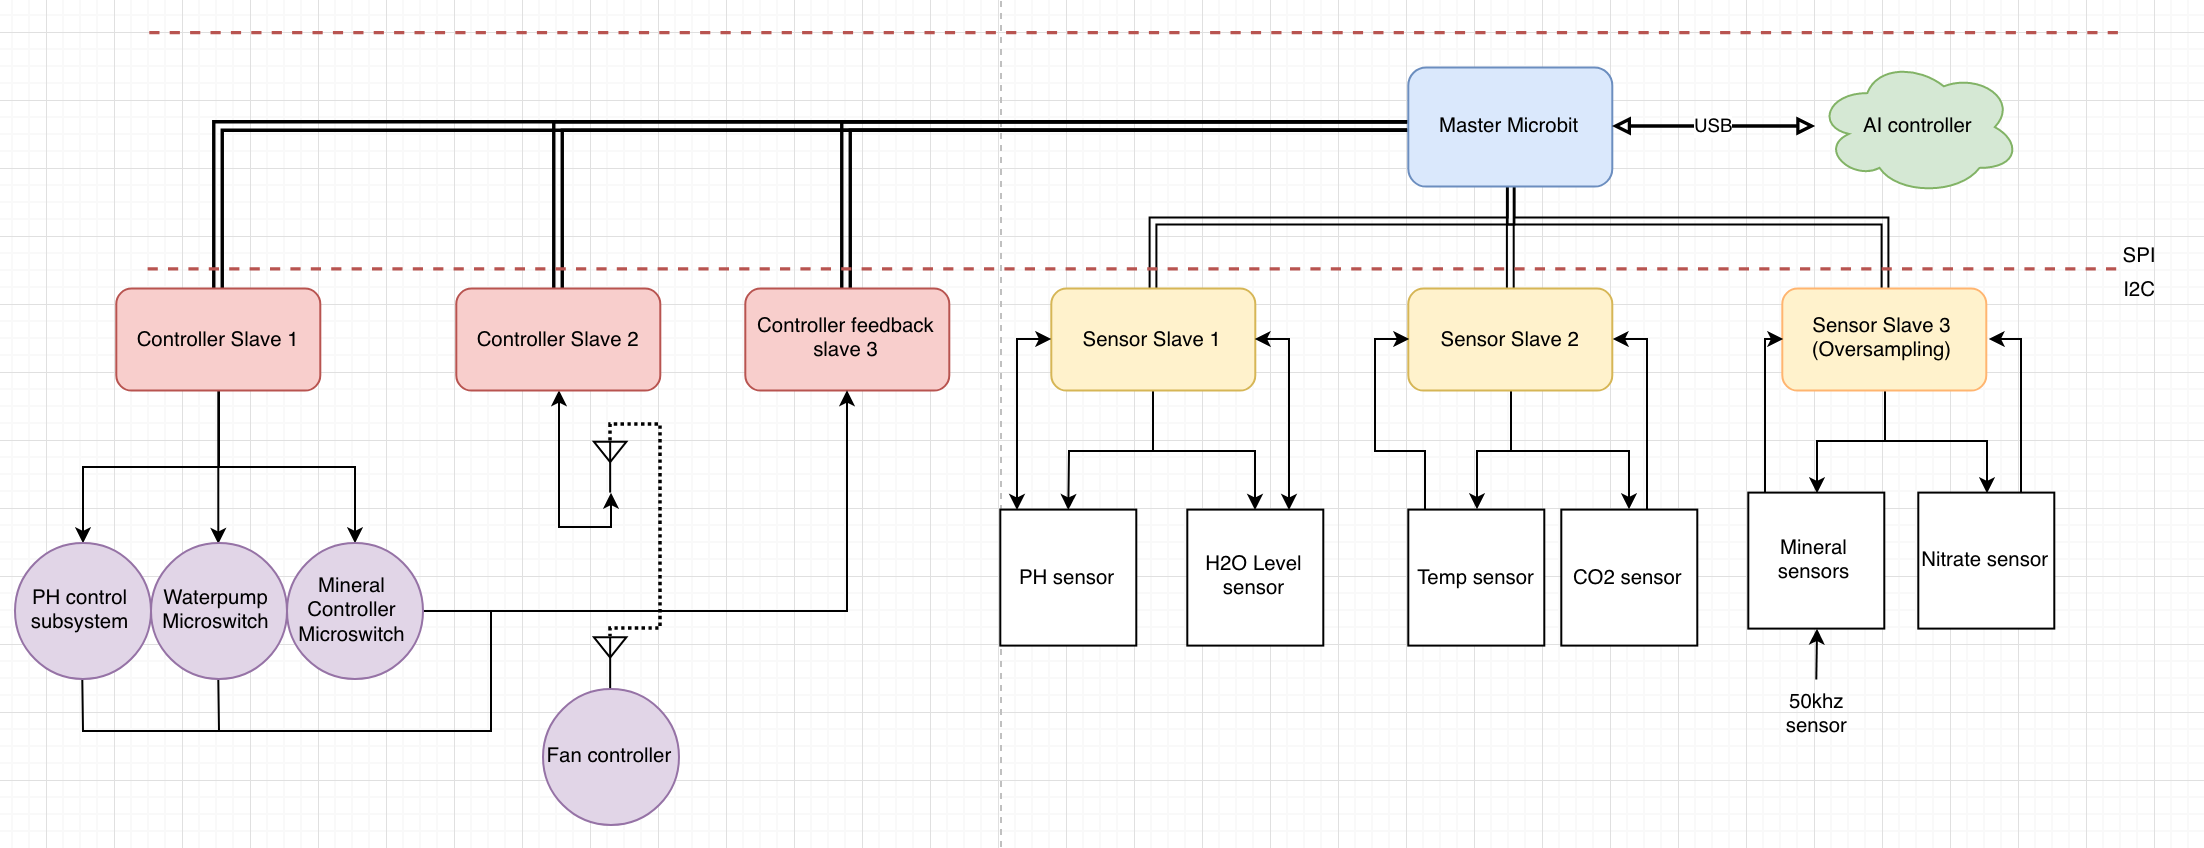 Master Microbit
USB
AI controller
SPI
I2C
Controller Slave 1
Controller Slave 2
Controller feedback
slave 3
Sensor Slave 1
Sensor Slave 2
Sensor Slave 3
(Oversampling)
PH control
subsystem
Waterpump
Microswitch
Mineral
Controller
Microswitch
Fan controller
PH sensor
H2O Level
sensor
Temp sensor
CO2 sensor
Mineral
sensors
Nitrate sensor
50khz
sensor